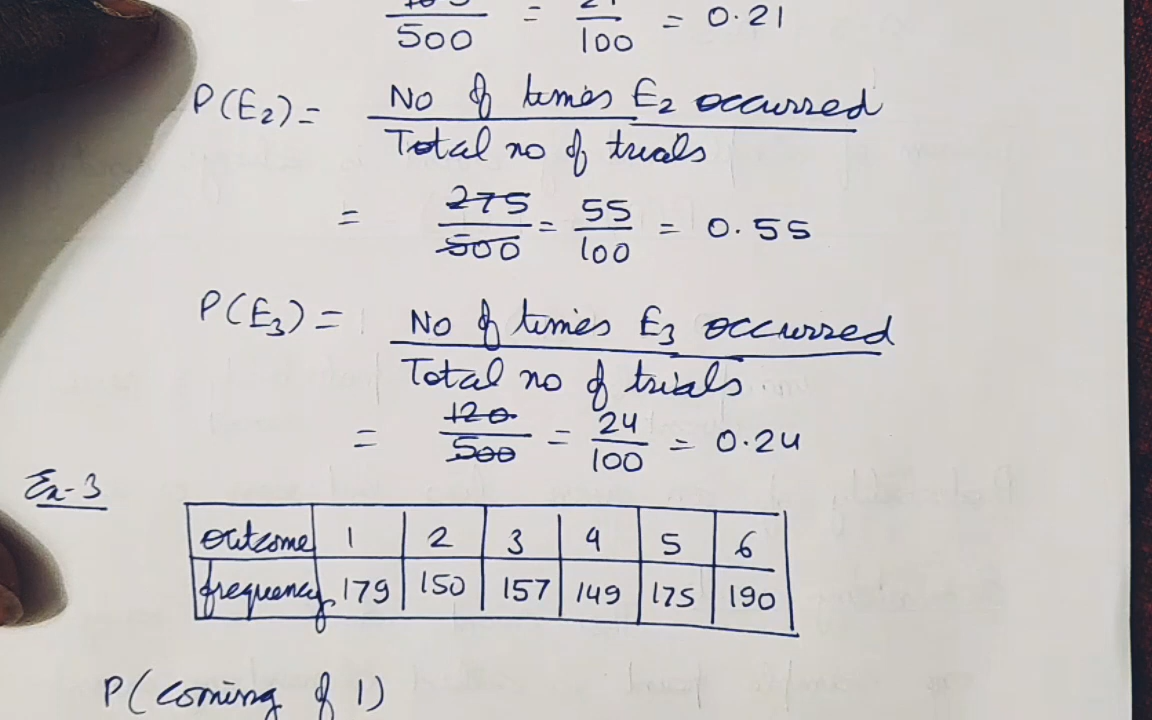 105/500 = 21/100 = 0.21
P(E₂) = No of times E₂ occurred / Total no of trials
= 275/500 = 55/100 = 0.55
P(E₃) = No of times E₃ occurred / Total no of trials
= 120/500 = 24/100 = 0.24
Ex-3
outcome 1 2 3 4 5 6
frequency 179 150 157 149 175 190
P(coming of 1)